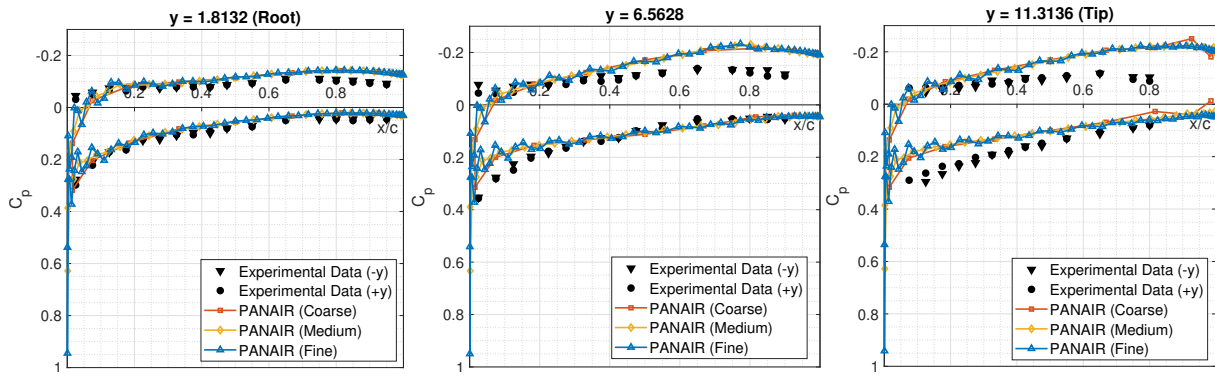 y = 1.8132 (Root)
-0.2
0
0.2
0.4
0.6
0.8
1
C_p
0.2
0.4
0.6
0.8
x/c
Experimental Data (-y)
Experimental Data (+y)
PANAIR (Coarse)
PANAIR (Medium)
PANAIR (Fine)
y = 6.5628
-0.2
0
0.2
0.4
0.6
0.8
1
C_p
0.2
0.4
0.6
0.8
x/c
Experimental Data (-y)
Experimental Data (+y)
PANAIR (Coarse)
PANAIR (Medium)
PANAIR (Fine)
y = 11.3136 (Tip)
-0.2
0
0.2
0.4
0.6
0.8
1
C_p
0.2
0.4
0.6
0.8
x/c
Experimental Data (-y)
Experimental Data (+y)
PANAIR (Coarse)
PANAIR (Medium)
PANAIR (Fine)